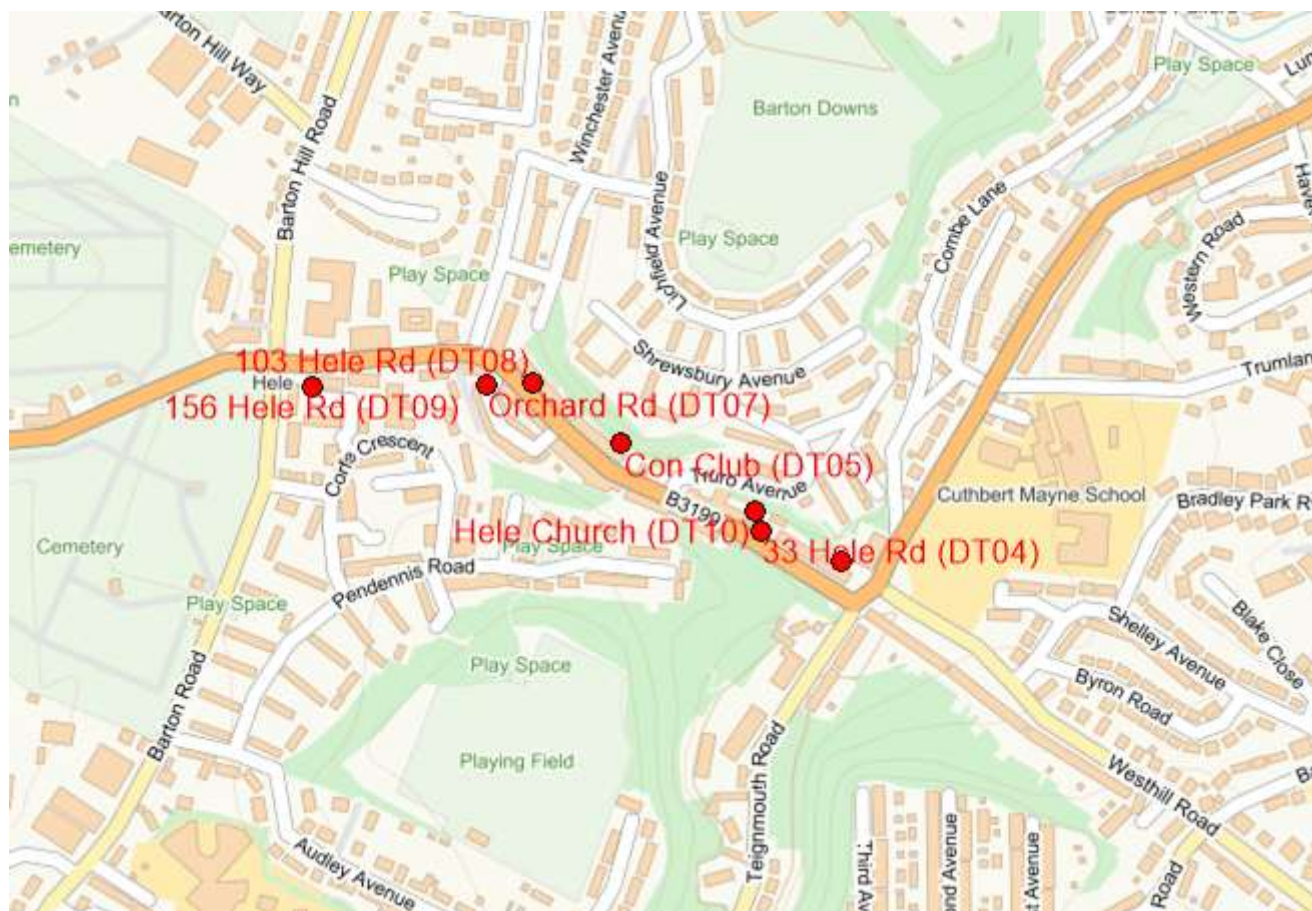 Barton Hill Way
Barton Hill Road
Winchester Avenue
Lichfield Avenue
Barton Downs
Play Space
Play Space
Play Space
Combe Lane
Western Road
Cemetery
Shrewsbury Avenue
103 Hele Rd (DT08)
Hele
156 Hele Rd (DT09)
Orchard Rd (DT07)
Corfe Crescent
Con Club (DT05)
Truro Avenue
B3199
Cuthbert Mayne School
Hele Church (DT10)
33 Hele Rd (DT04)
Cemetery
Play Space
Pendennis Road
Play Space
Shelley Avenue
Blake Close
Byron Road
Barton Road
Play Space
Playing Field
Teignmouth Road
Westhill Road
Audley Avenue
Avenue
Avenue
Road